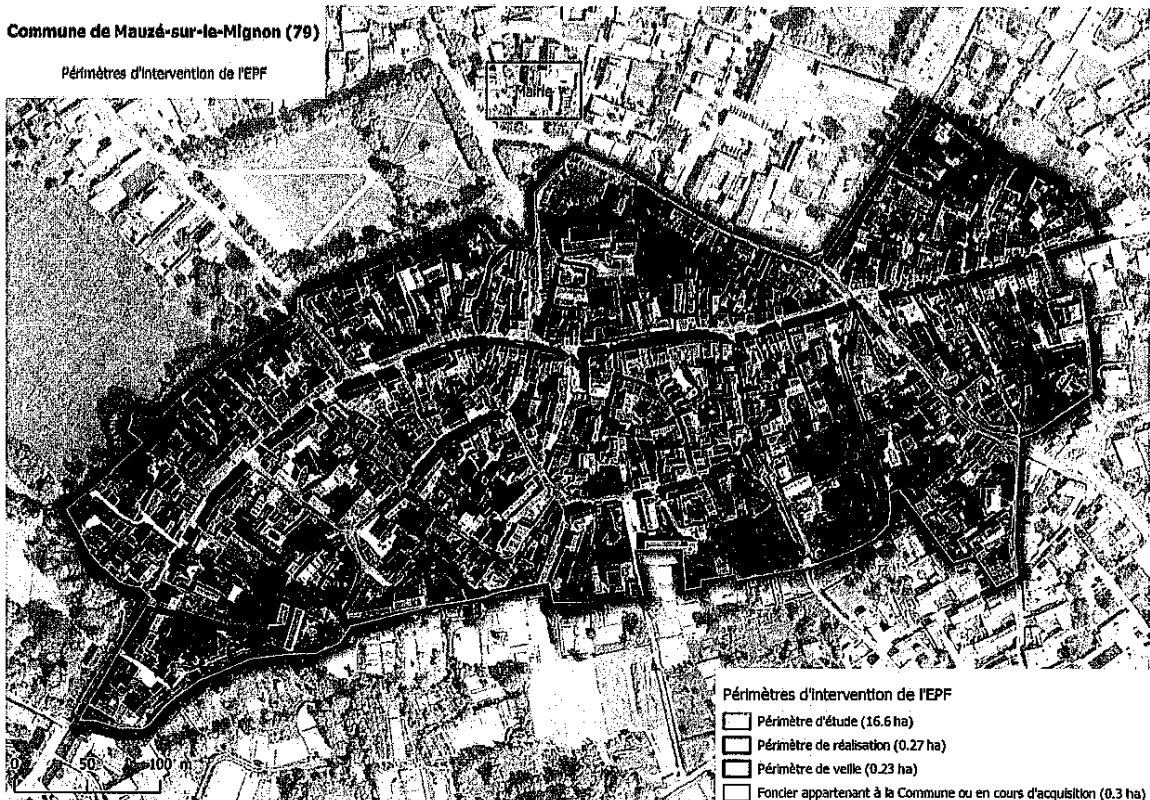 Commune de Mauzé-sur-le-Mignon (79)
Périmètres d'intervention de l'EPF
Mairie
0 50 100 m
Périmètres d'intervention de l'EPF
Périmètre d'étude (16.6 ha)
Périmètre de réalisation (0.27 ha)
Périmètre de veille (0.23 ha)
Foncier appartenant à la Commune ou en cours d'acquisition (0.3 ha)